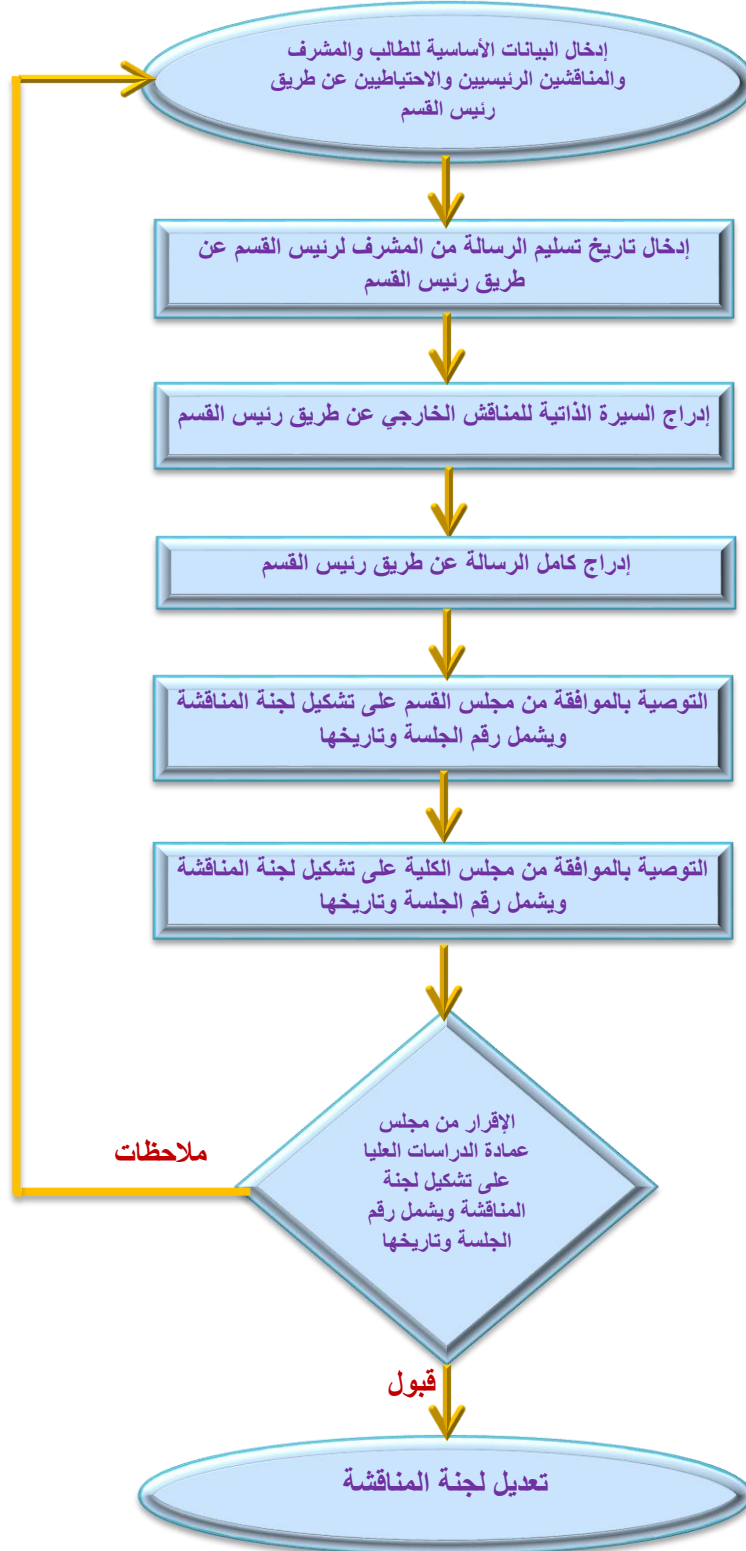 إدخال البيانات الأساسية للطالب والمشرف
والمناقشين الرئيسيين والاحتياطيين عن طريق
رئيس القسم
إدخال تاريخ تسليم الرسالة من المشرف لرئيس القسم عن
طريق رئيس القسم
إدراج السيرة الذاتية للمناقش الخارجي عن طريق رئيس القسم
إدراج كامل الرسالة عن طريق رئيس القسم
التوصية بالموافقة من مجلس القسم على تشكيل لجنة المناقشة
ويشمل رقم الجلسة وتاريخها
التوصية بالموافقة من مجلس الكلية على تشكيل لجنة المناقشة
ويشمل رقم الجلسة وتاريخها
الإقرار من مجلس
عمادة الدراسات العليا
على تشكيل لجنة
المناقشة ويشمل رقم
الجلسة وتاريخها
ملاحظات
قبول
تعديل لجنة المناقشة